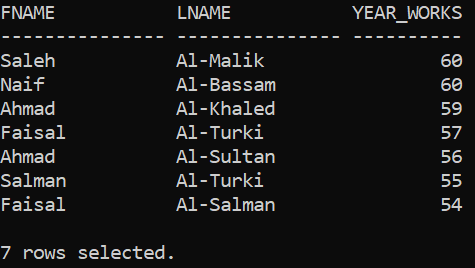 FNAME           LNAME           YEAR_WORKS
--------------- --------------- ----------
Saleh           Al-Malik                60
Naif            Al-Bassam               60
Ahmad           Al-Khaled               59
Faisal          Al-Turki                57
Ahmad           Al-Sultan               56
Salman          Al-Turki                55
Faisal          Al-Salman               54
7 rows selected.